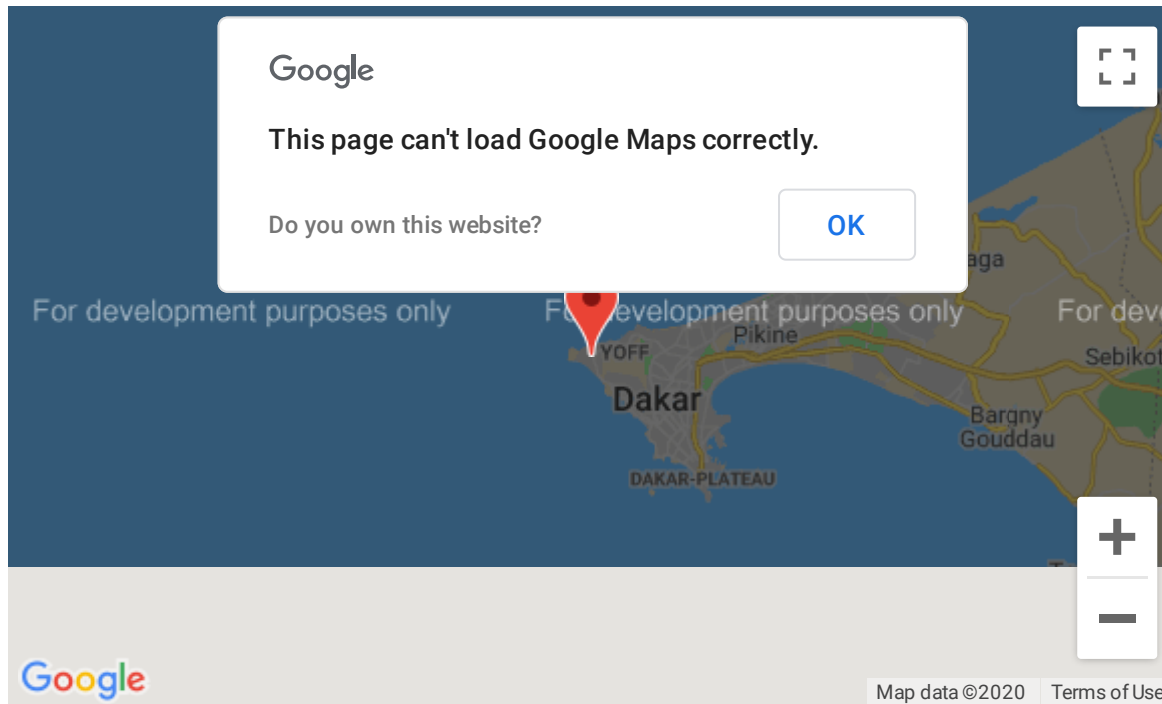 Google
This page can't load Google Maps correctly.
Do you own this website?
OK
aga
For development purposes only
For development purposes only
For deve
Pikine
YOFF
Sebikot
Dakar
Bargny
Gouddau
DAKAR-PLATEAU
Google
Map data ©2020
Terms of Use